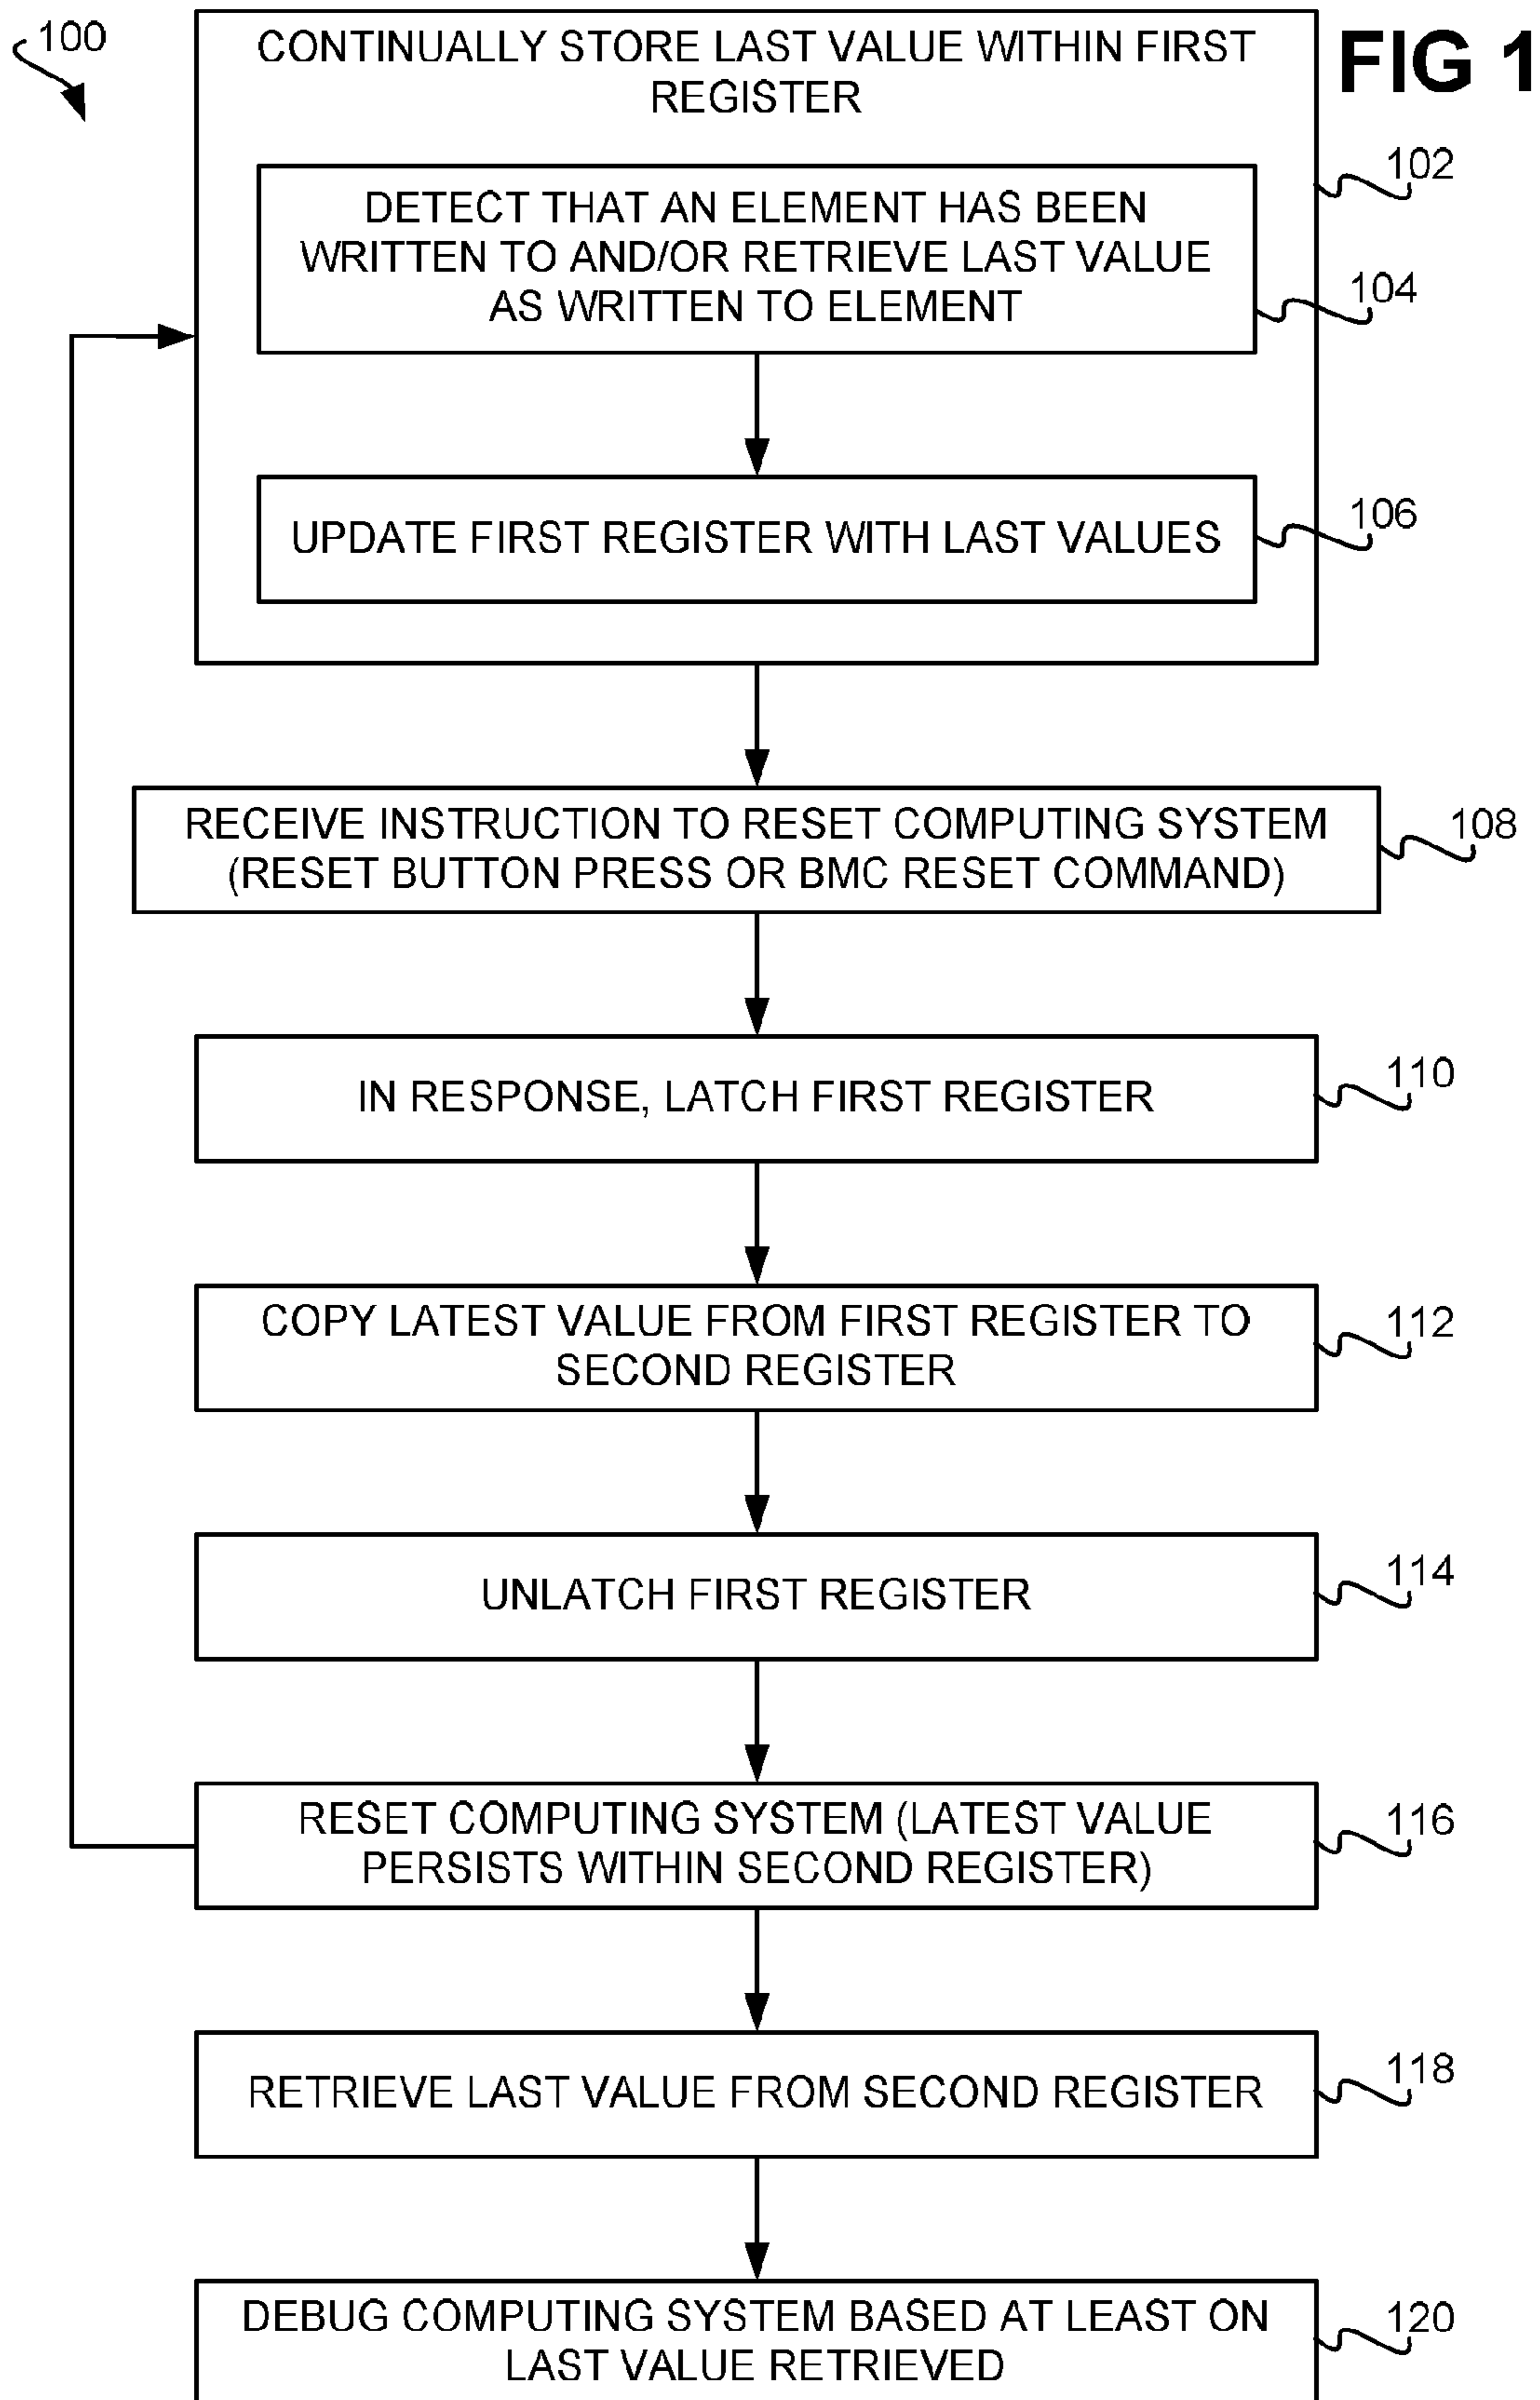 100
FIG 1
CONTINUALLY STORE LAST VALUE WITHIN FIRST
REGISTER
102
DETECT THAT AN ELEMENT HAS BEEN
WRITTEN TO AND/OR RETRIEVE LAST VALUE
AS WRITTEN TO ELEMENT
104
UPDATE FIRST REGISTER WITH LAST VALUES
106
RECEIVE INSTRUCTION TO RESET COMPUTING SYSTEM
(RESET BUTTON PRESS OR BMC RESET COMMAND)
108
IN RESPONSE, LATCH FIRST REGISTER
110
COPY LATEST VALUE FROM FIRST REGISTER TO
SECOND REGISTER
112
UNLATCH FIRST REGISTER
114
RESET COMPUTING SYSTEM (LATEST VALUE
PERSISTS WITHIN SECOND REGISTER)
116
RETRIEVE LAST VALUE FROM SECOND REGISTER
118
DEBUG COMPUTING SYSTEM BASED AT LEAST ON
LAST VALUE RETRIEVED
120